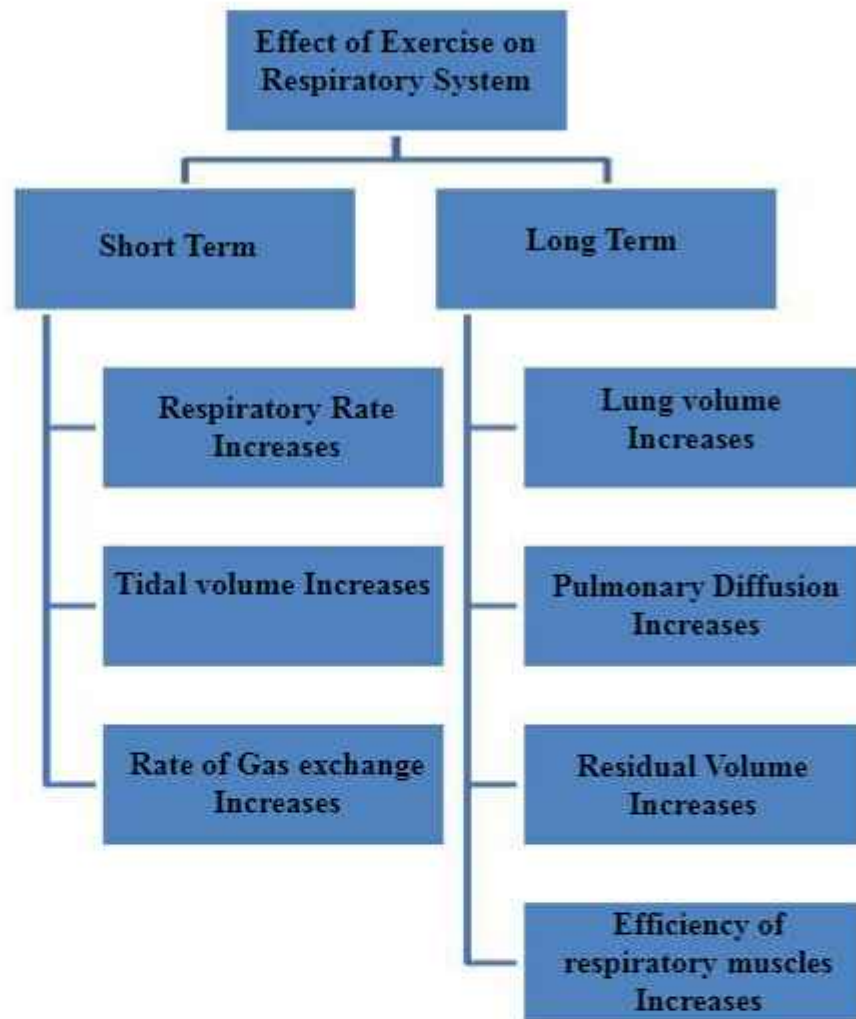 Effect of Exercise on
Respiratory System
Short Term
Long Term
Respiratory Rate
Increases
Tidal volume Increases
Rate of Gas exchange
Increases
Lung volume
Increases
Pulmonary Diffusion
Increases
Residual Volume
Increases
Efficiency of
respiratory muscles
Increases